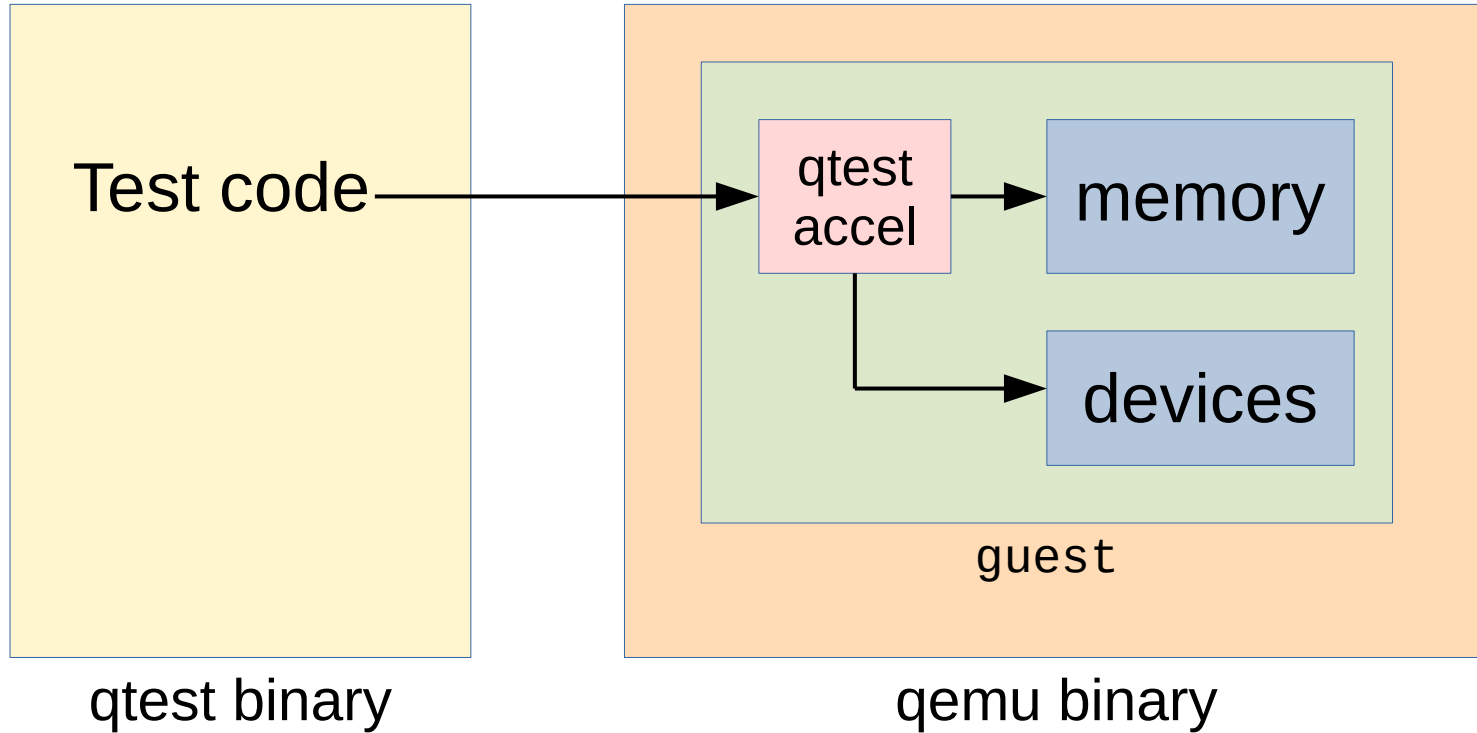 Test code
qtest
accel
memory
devices
guest
qtest binary
qemu binary